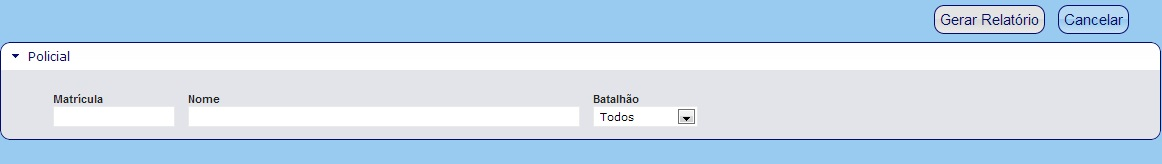 Gerar Relatório Cancelar
Policial
Matrícula Nome Batalhão
Todos